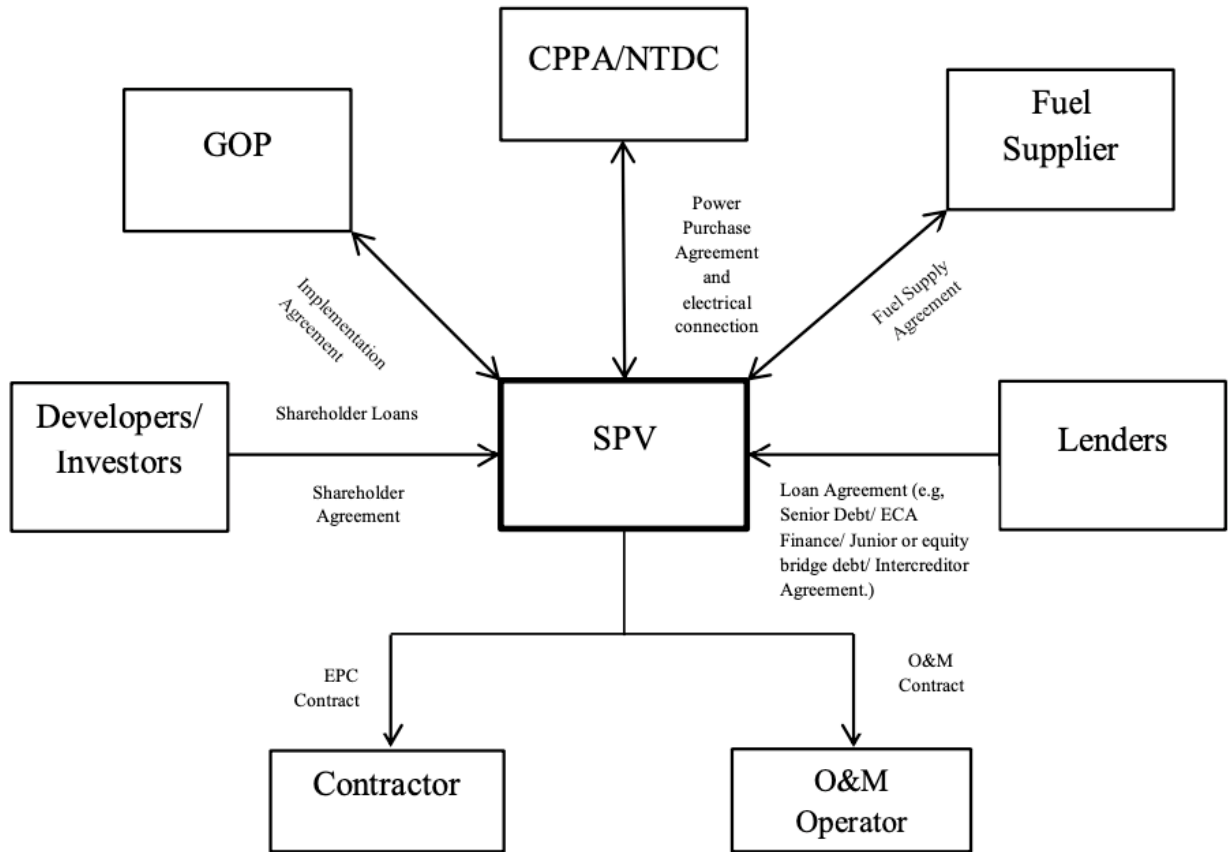 CPPA/NTDC
GOP
Fuel
Supplier
Power
Purchase
Agreement
and
electrical
connection
Implementation
Agreement
Fuel Supply
Agreement
Developers/
Investors
Shareholder Loans
Shareholder
Agreement
SPV
Lenders
Loan Agreement (e.g,
Senior Debt/ ECA
Finance/ Junior or equity
bridge debt/ Intercreditor
Agreement.)
EPC
Contract
O&M
Contract
Contractor
O&M
Operator